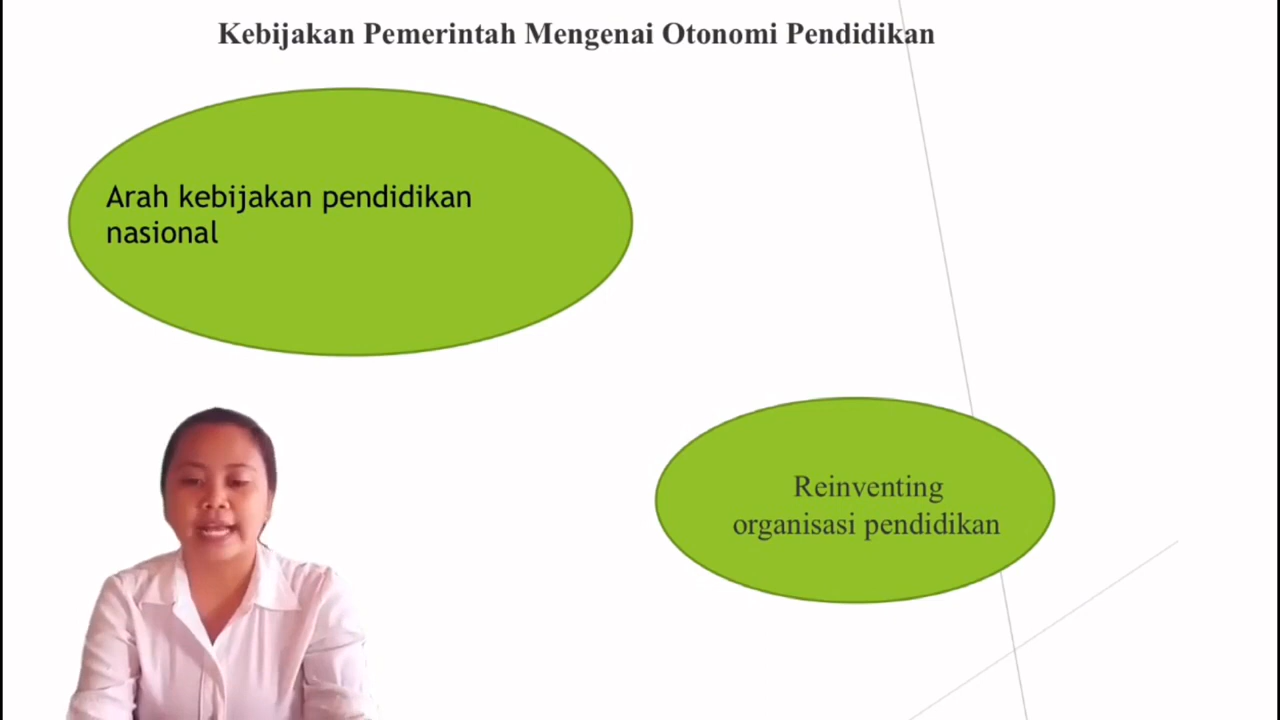 Kebijakan Pemerintah Mengenai Otonomi Pendidikan
Arah kebijakan pendidikan
nasional
Reinventing
organisasi pendidikan